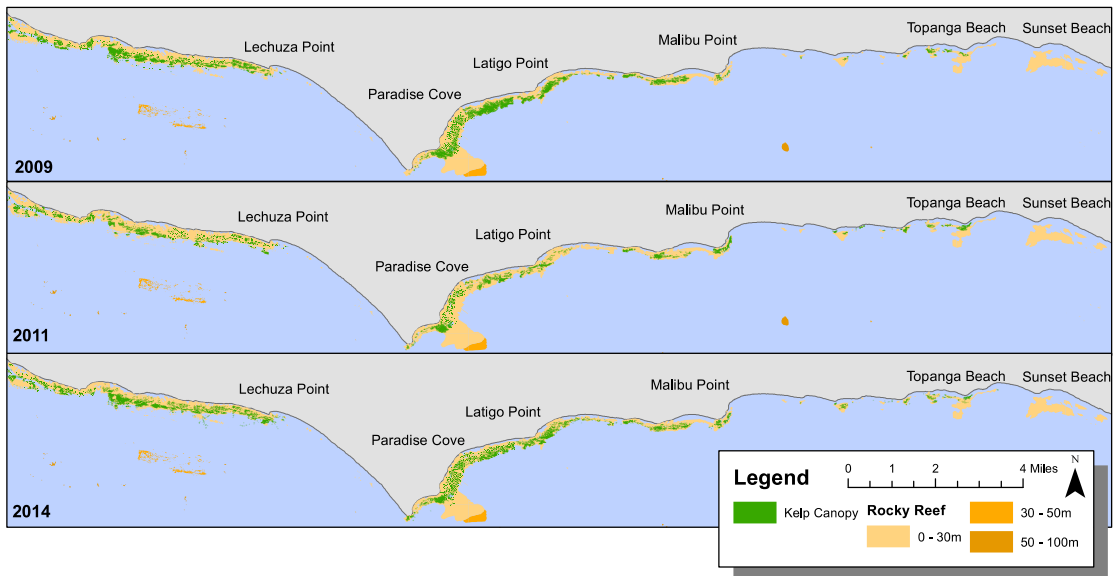 Topanga Beach
Sunset Beach
Malibu Point
Lechuza Point
Latigo Point
Paradise Cove
2009
Topanga Beach
Sunset Beach
Malibu Point
Lechuza Point
Latigo Point
Paradise Cove
2011
Topanga Beach
Sunset Beach
Malibu Point
Lechuza Point
Latigo Point
Paradise Cove
2014
Legend
0 1 2 4 Miles
N
Kelp Canopy
Rocky Reef
0 - 30m
30 - 50m
50 - 100m